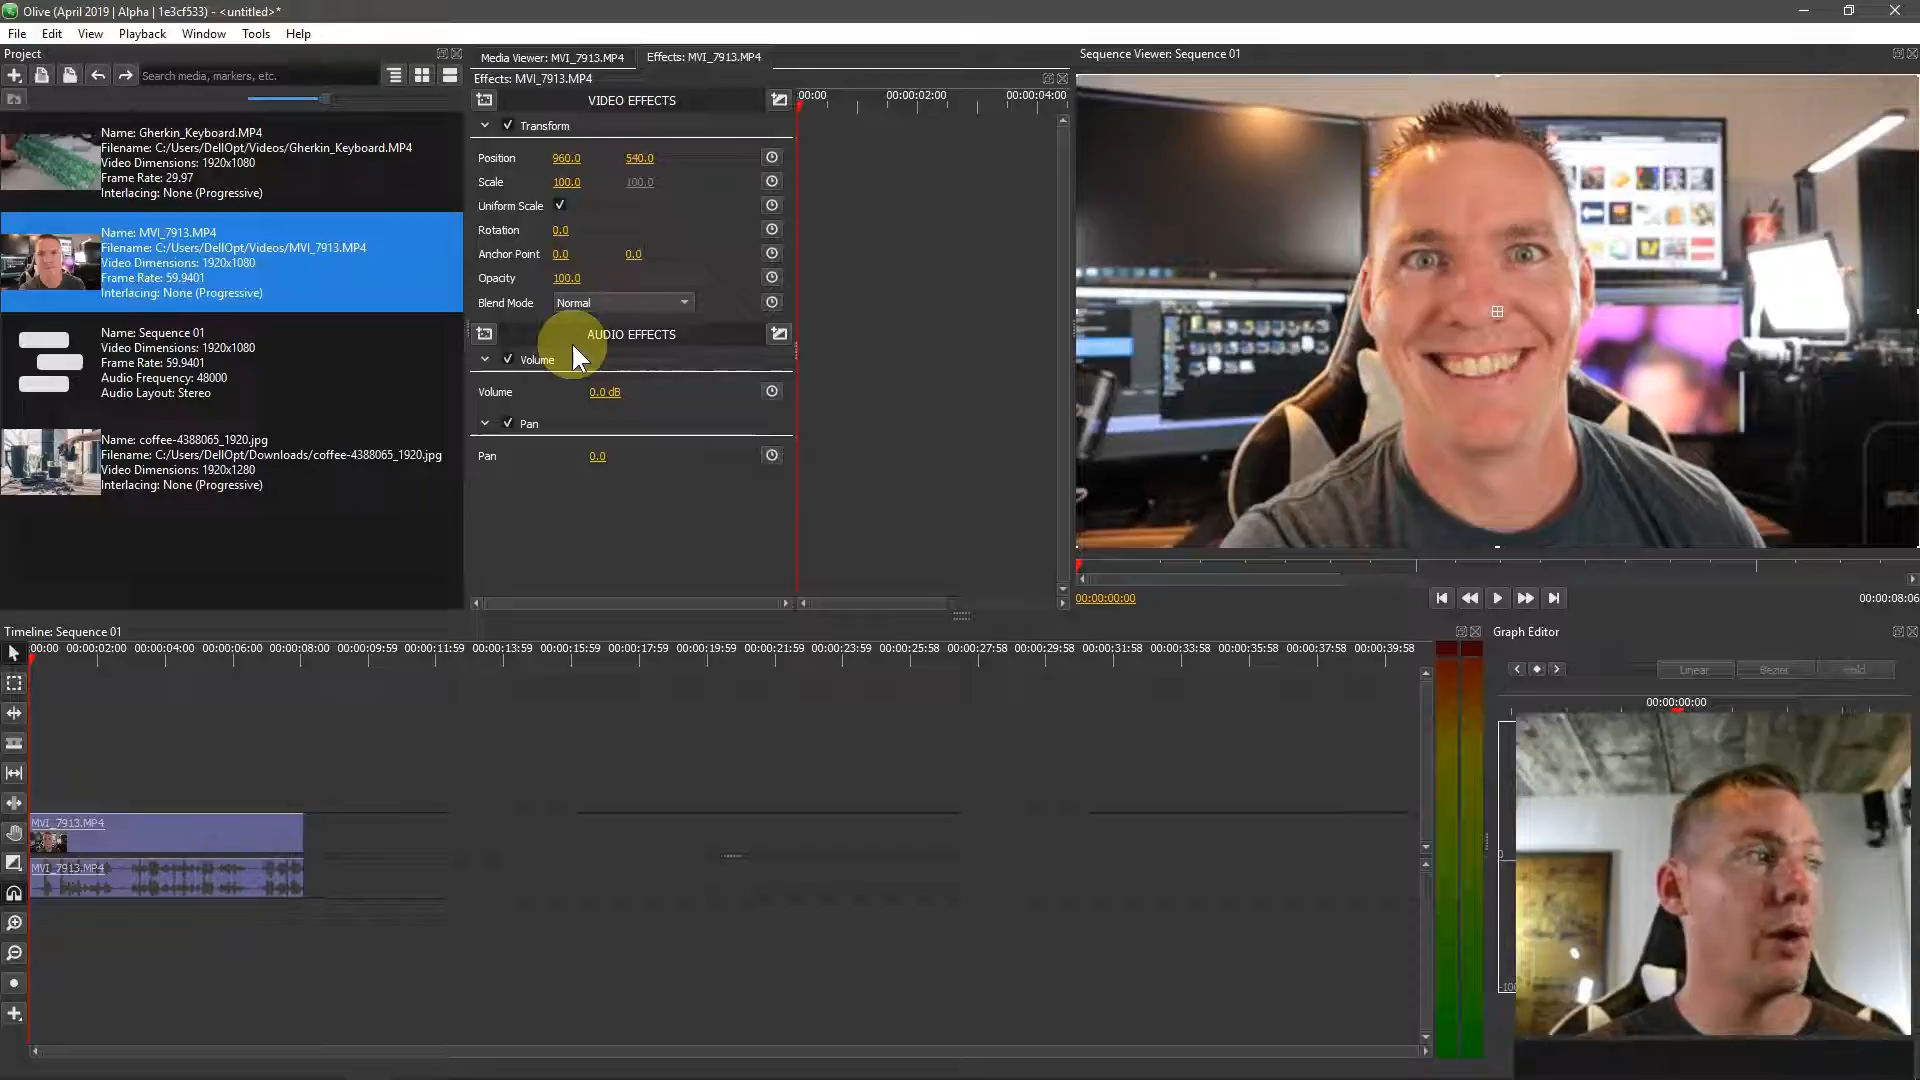 Olive (April 2019 | Alpha | 1e3cf533) - <untitled>*
File Edit View Playback Window Tools Help
Project
Search media, markers, etc.
Name: Gherkin_Keyboard.MP4
Filename: C:/Users/DellOpt/Videos/Gherkin_Keyboard.MP4
Video Dimensions: 1920x1080
Frame Rate: 29.97
Interlacing: None (Progressive)
Name: MVI_7913.MP4
Filename: C:/Users/DellOpt/Videos/MVI_7913.MP4
Video Dimensions: 1920x1080
Frame Rate: 59.9401
Interlacing: None (Progressive)
Name: Sequence 01
Video Dimensions: 1920x1080
Frame Rate: 59.9401
Audio Frequency: 48000
Audio Layout: Stereo
Name: coffee-4388065_1920.jpg
Filename: C:/Users/DellOpt/Downloads/coffee-4388065_1920.jpg
Video Dimensions: 1920x1280
Interlacing: None (Progressive)
Media Viewer: MVI_7913.MP4 Effects: MVI_7913.MP4
Effects: MVI_7913.MP4
VIDEO EFFECTS
:00:00 00:00:02:00 00:00:04:00
Transform
Position 960.0 540.0
Scale 100.0 100.0
Uniform Scale
Rotation 0.0
Anchor Point 0.0 0.0
Opacity 100.0
Blend Mode Normal
AUDIO EFFECTS
Volume
Volume 0.0 dB
Pan
Pan 0.0
Sequence Viewer: Sequence 01
00:00:00:00 00:00:08:06
Timeline: Sequence 01
00:00 00:00:02:00 00:00:04:00 00:00:06:00 00:00:08:00 00:00:09:59 00:00:11:59 00:00:13:59 00:00:15:59 00:00:17:59 00:00:19:59 00:00:21:59 00:00:23:59 00:00:25:58 00:00:27:58 00:00:29:58 00:00:31:58 00:00:33:58 00:00:35:58 00:00:37:58 00:00:39:58
MVI_7913.MP4
MVI_7913.MP4
Graph Editor
Linear Bezier Hold
00:00:00:00
0
-100